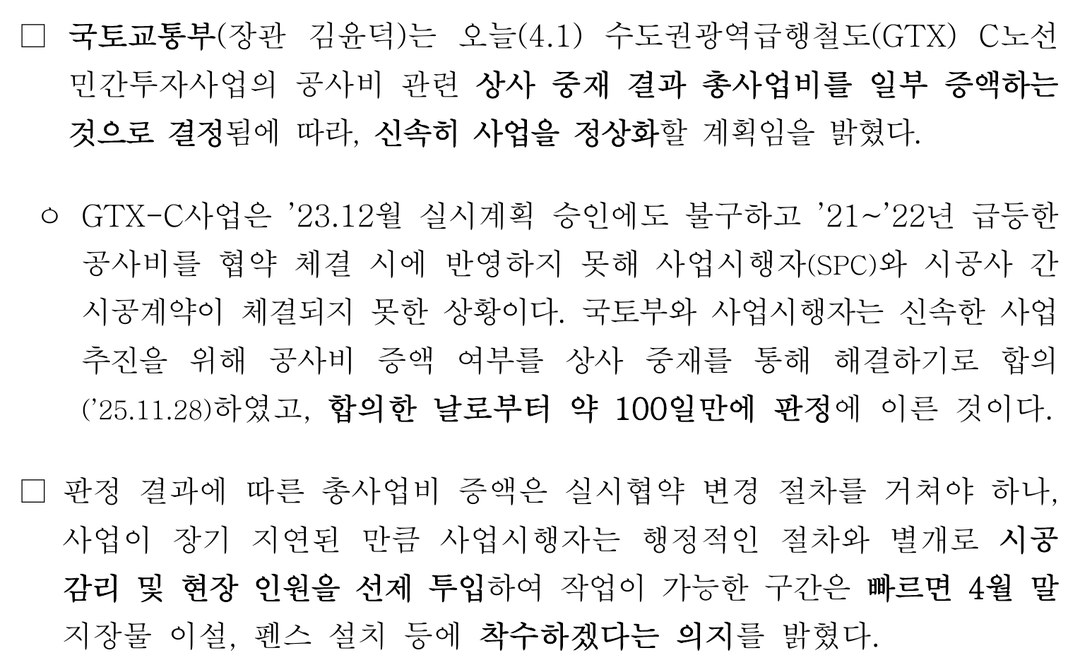 □ 국토교통부(장관 김윤덕)는 오늘(4.1) 수도권광역급행철도(GTX) C노선
민간투자사업의 공사비 관련 상사 중재 결과 총사업비를 일부 증액하는
것으로 결정됨에 따라, 신속히 사업을 정상화할 계획임을 밝혔다.
ㅇ GTX-C사업은 ’23.12월 실시계획 승인에도 불구하고 ’21~’22년 급등한
공사비를 협약 체결 시에 반영하지 못해 사업시행자(SPC)와 시공사 간
시공계약이 체결되지 못한 상황이다. 국토부와 사업시행자는 신속한 사업
추진을 위해 공사비 증액 여부를 상사 중재를 통해 해결하기로 합의
(’25.11.28)하였고, 합의한 날로부터 약 100일만에 판정에 이른 것이다.
□ 판정 결과에 따른 총사업비 증액은 실시협약 변경 절차를 거쳐야 하나,
사업이 장기 지연된 만큼 사업시행자는 행정적인 절차와 별개로 시공
감리 및 현장 인원을 선제 투입하여 작업이 가능한 구간은 빠르면 4월 말
지장물 이설, 펜스 설치 등에 착수하겠다는 의지를 밝혔다.